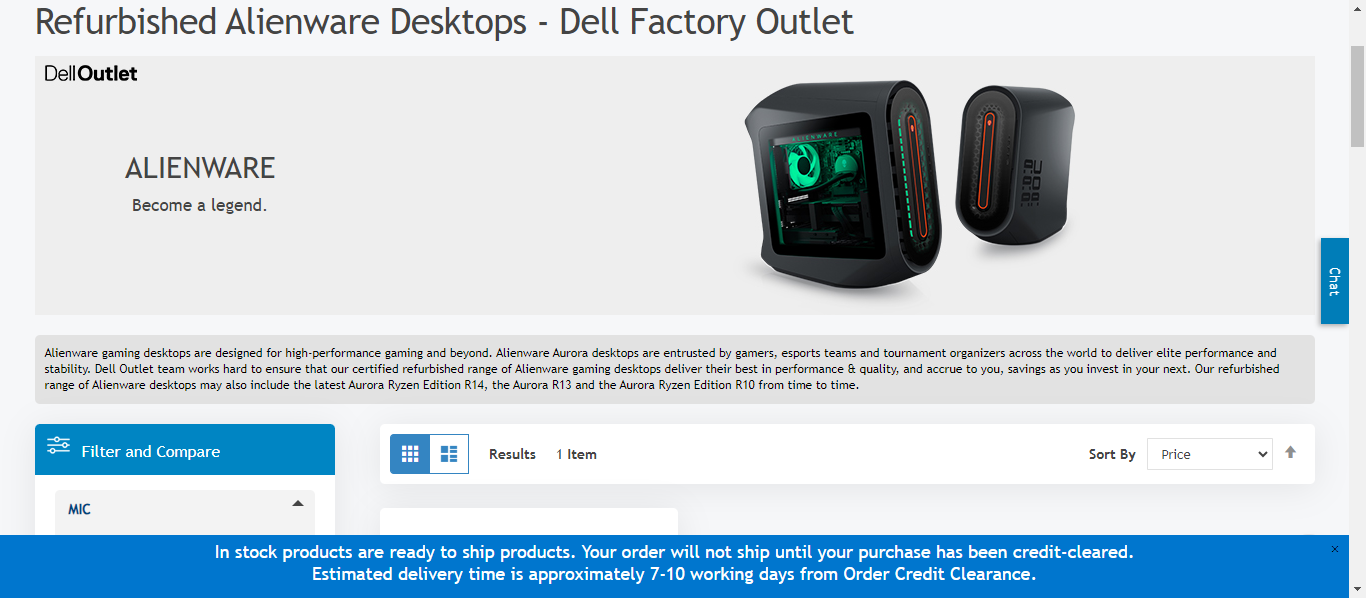 Refurbished Alienware Desktops - Dell Factory Outlet
DellOutlet
ALIENWARE
Become a legend.
ALIENWARE
Chat
Alienware gaming desktops are designed for high-performance gaming and beyond. Alienware Aurora desktops are entrusted by gamers, esports teams and tournament organizers across the world to deliver elite performance and
stability. Dell Outlet team works hard to ensure that our certified refurbished range of Alienware gaming desktops deliver their best in performance & quality, and accrue to you, savings as you invest in your next. Our refurbished
range of Alienware desktops may also include the latest Aurora Ryzen Edition R14, the Aurora R13 and the Aurora Ryzen Edition R10 from time to time.
Filter and Compare
Results 1 Item
Sort By Price
MIC
In stock products are ready to ship products. Your order will not ship until your purchase has been credit-cleared.
Estimated delivery time is approximately 7-10 working days from Order Credit Clearance.